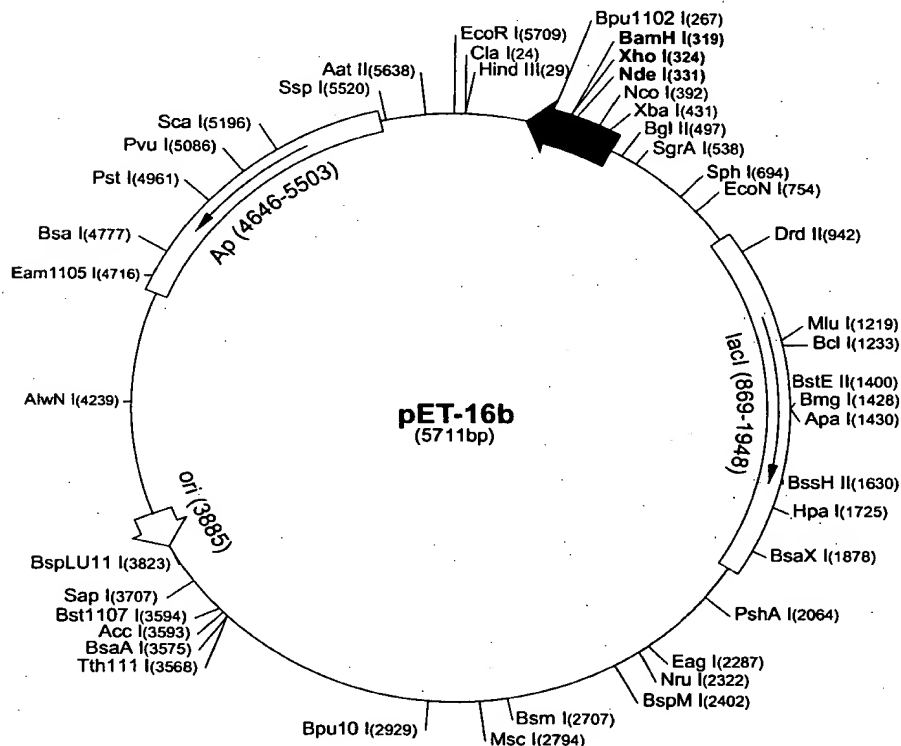 EcoR I(5709)
Cla I(24)
Hind III(29)
Bpu1102 I(267)
BamH I(319)
Xho I(324)
Nde I(331)
Nco I(392)
Xba I(431)
Bgl II(497)
SgrA I(538)
Sph I(694)
EcoN I(754)
Drd II(942)
Mlu I(1219)
Bcl I(1233)
BstE II(1400)
Bmg I(1428)
Apa I(1430)
BssH II(1630)
Hpa I(1725)
BsaX I(1878)
PshA I(2064)
Eag I(2287)
Nru I(2322)
BspM I(2402)
Bsm I(2707)
Msc I(2794)
Bpu10 I(2929)
Tth111 I(3568)
BsaA I(3575)
Acc I(3593)
Bst1107 I(3594)
Sap I(3707)
BspLU11 I(3823)
AlwN I(4239)
Eam1105 I(4716)
Bsa I(4777)
Pst I(4961)
Pvu I(5086)
Sca I(5196)
Ssp I(5520)
Aat II(5638)
Ap (4646-5503)
lacI (869-1948)
ori (3885)
pET-16b
(5711bp)